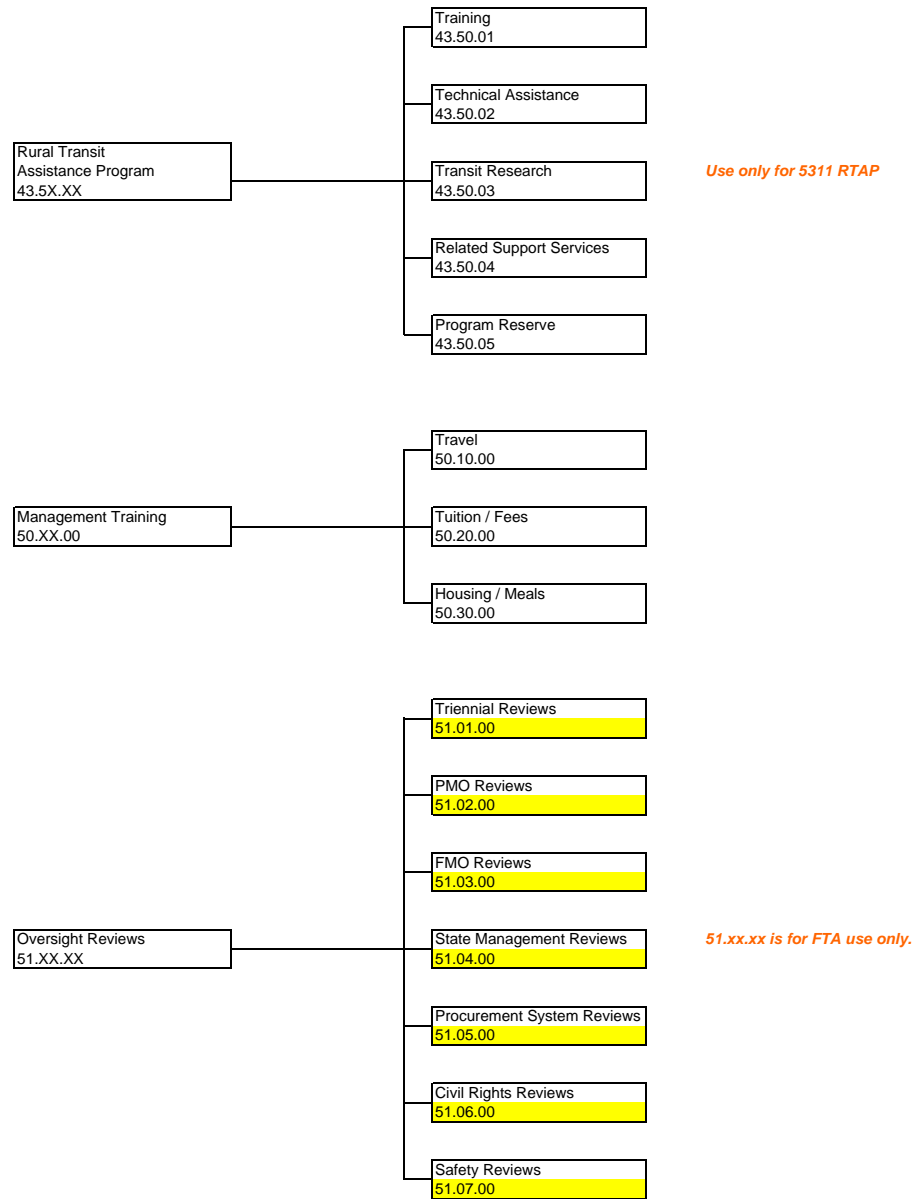 Training
43.50.01
Technical Assistance
43.50.02
Rural Transit
Assistance Program
43.5X.XX
Transit Research
43.50.03
Use only for 5311 RTAP
Related Support Services
43.50.04
Program Reserve
43.50.05
Travel
50.10.00
Management Training
50.XX.00
Tuition / Fees
50.20.00
Housing / Meals
50.30.00
Triennial Reviews
51.01.00
PMO Reviews
51.02.00
FMO Reviews
51.03.00
Oversight Reviews
51.XX.XX
State Management Reviews
51.04.00
51.xx.xx is for FTA use only.
Procurement System Reviews
51.05.00
Civil Rights Reviews
51.06.00
Safety Reviews
51.07.00